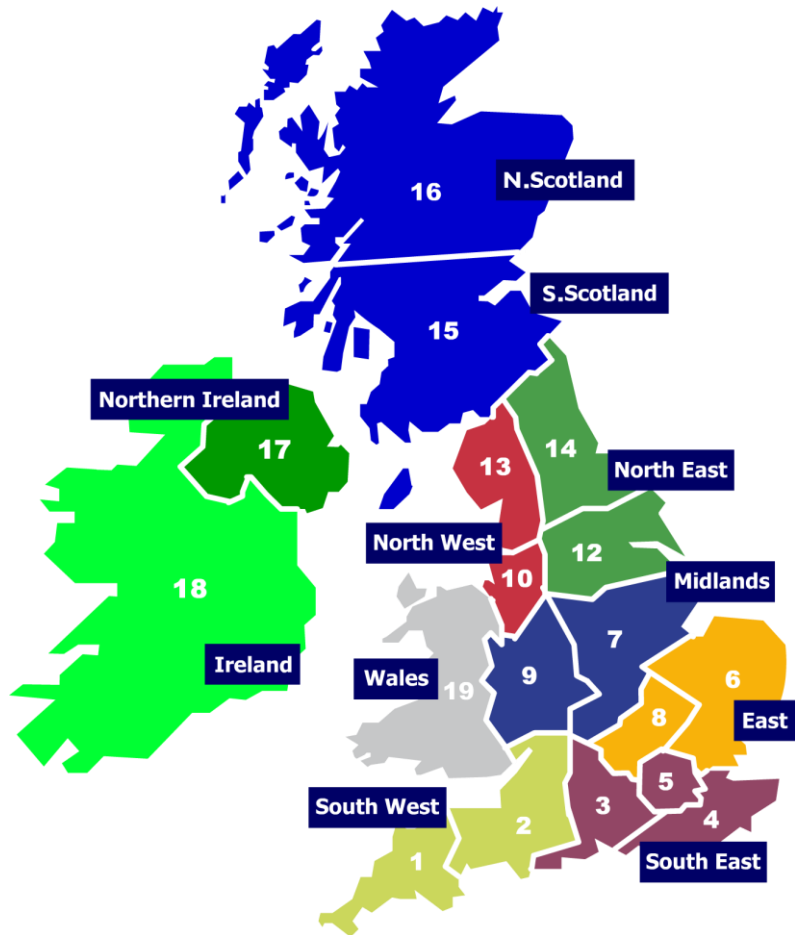 16
N.Scotland
S.Scotland
15
Northern Ireland
17
13
14
North East
North West
12
10
Midlands
18
7
Ireland
Wales
19
9
6
8
East
5
South West
3
4
2
1
South East